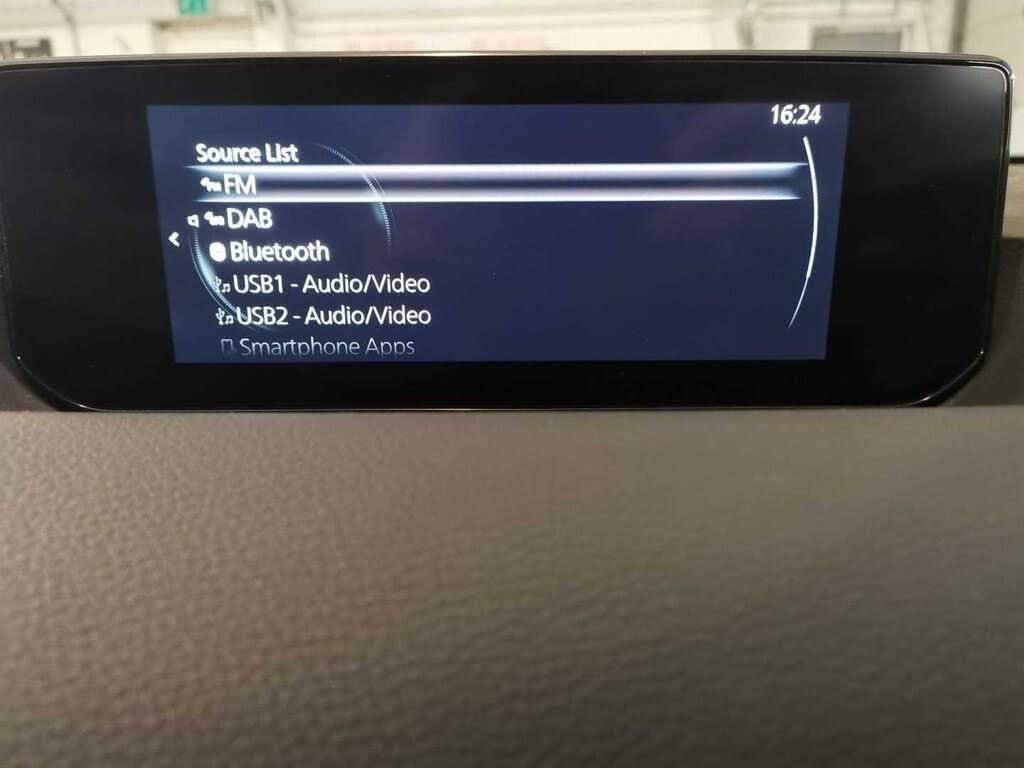 16:24
Source List
FM
DAB
Bluetooth
USB1 - Audio/Video
USB2 - Audio/Video
Smartphone Apps